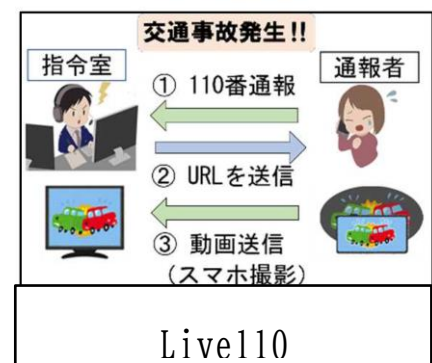 交通事故発生!!
指令室
通報者
① 110番通報
② URLを送信
③ 動画送信
(スマホ撮影)
Live110